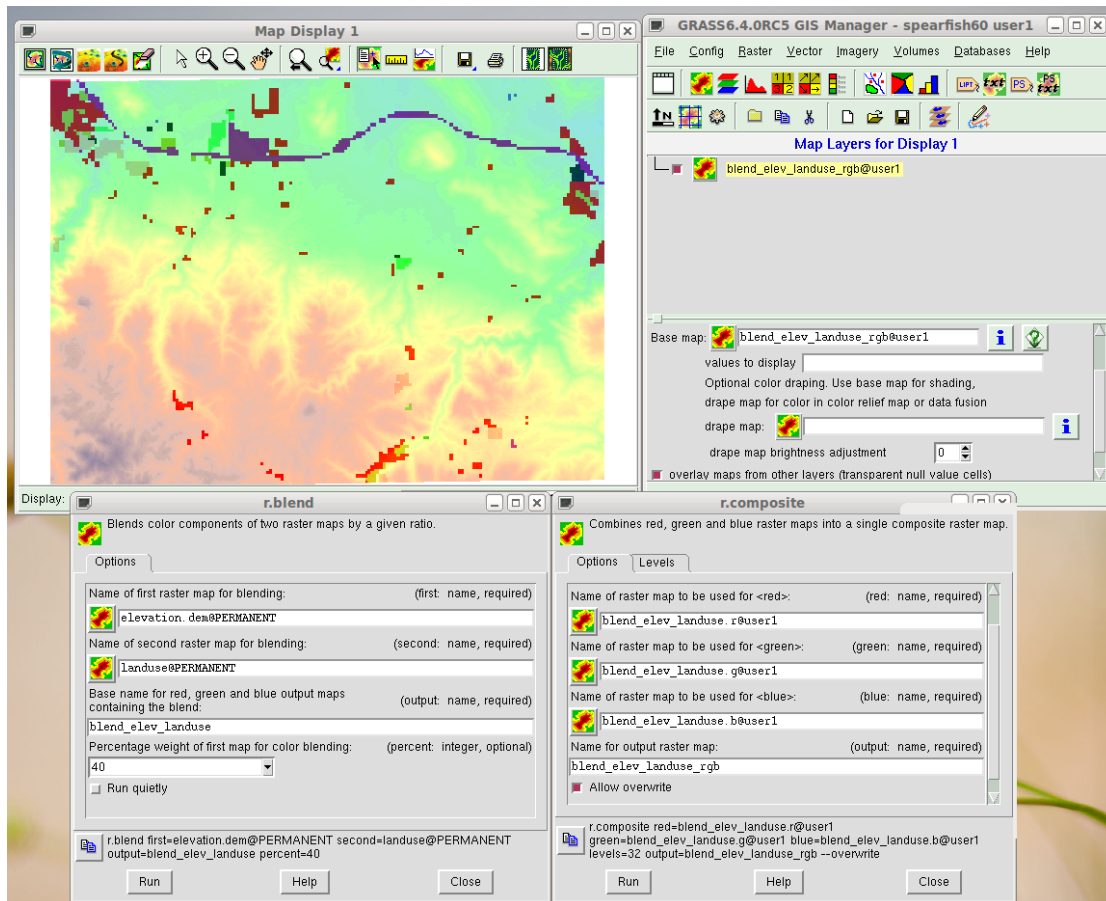 Map Display 1
Display:
GRASS6.4.0RC5 GIS Manager - spearfish60 user1
File Config Raster Vector Imagery Volumes Databases Help
Map Layers for Display 1
blend_elev_landuse_rgb@user1
Base map: blend_elev_landuse_rgb@user1
values to display
Optional color draping. Use base map for shading,
drape map for color in color relief map or data fusion
drape map:
drape map brightness adjustment 0
overlay maps from other layers (transparent null value cells)
r.blend
Blends color components of two raster maps by a given ratio.
Options
Name of first raster map for blending: (first: name, required)
elevation.dem@PERMANENT
Name of second raster map for blending: (second: name, required)
landuse@PERMANENT
Base name for red, green and blue output maps
containing the blend: (output: name, required)
blend_elev_landuse
Percentage weight of first map for color blending: (percent: integer, optional)
40
Run quietly
r.blend first=elevation.dem@PERMANENT second=landuse@PERMANENT
output=blend_elev_landuse percent=40
Run Help Close
r.composite
Combines red, green and blue raster maps into a single composite raster map.
Options Levels
Name of raster map to be used for <red>: (red: name, required)
blend_elev_landuse.r@user1
Name of raster map to be used for <green>: (green: name, required)
blend_elev_landuse.g@user1
Name of raster map to be used for <blue>: (blue: name, required)
blend_elev_landuse.b@user1
Name for output raster map: (output: name, required)
blend_elev_landuse_rgb
Allow overwrite
r.composite red=blend_elev_landuse.r@user1
green=blend_elev_landuse.g@user1 blue=blend_elev_landuse.b@user1
levels=32 output=blend_elev_landuse_rgb --overwrite
Run Help Close